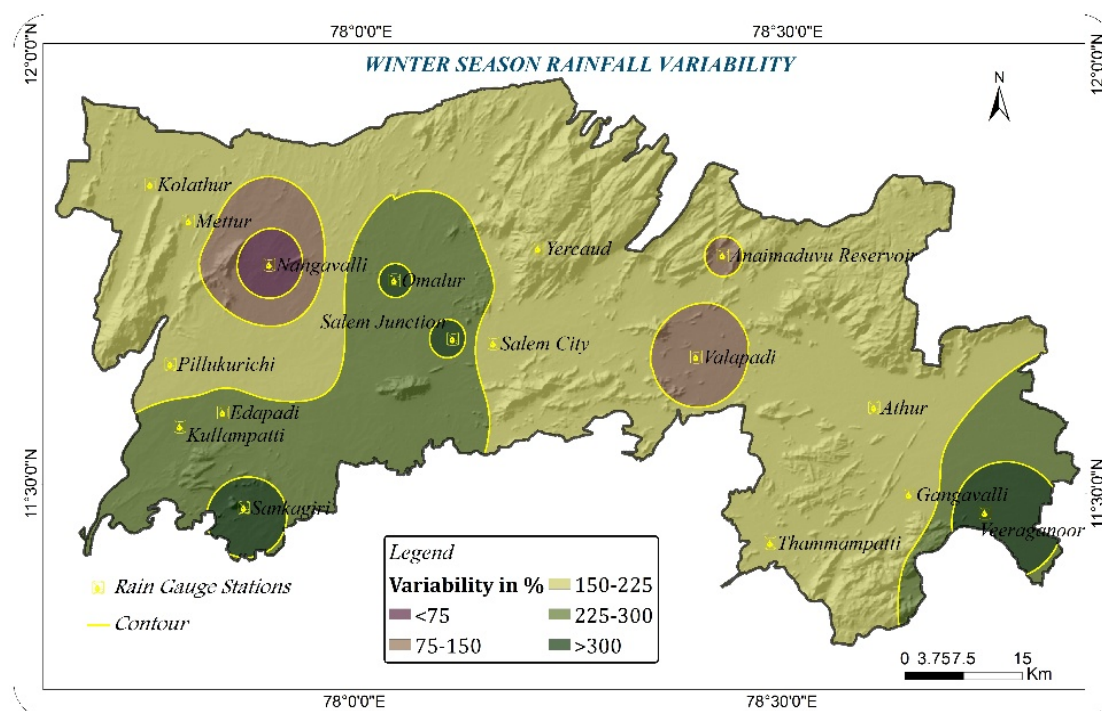 78°0'0"E
78°30'0"E
12°0'0"N
12°0'0"N
WINTER SEASON RAINFALL VARIABILITY
N
Kolathur
Mettur
Nangavalli
Omalur
Yercaud
Anaimaduvu Reservoir
Salem Junction
Salem City
Valapadi
Pillukurichi
Edapadi
Kullampatti
Athur
Sankagiri
Gangavalli
Veeraganoor
Thammampatti
11°30'0"N
11°30'0"N
Rain Gauge Stations
Contour
Legend
Variability in %
<75
75-150
150-225
225-300
>300
0 3.757.5 15
Km
78°0'0"E
78°30'0"E